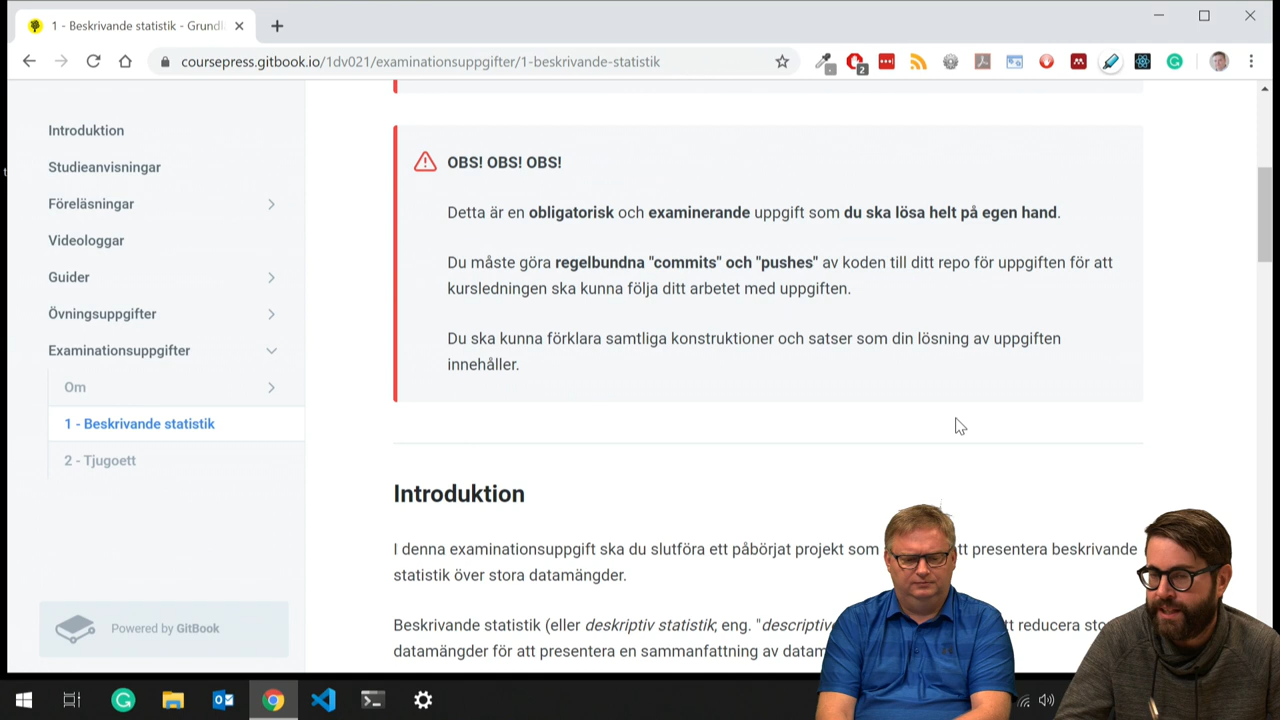 1 - Beskrivande statistik - Grundl
coursepress.gitbook.io/1dv021/examinationsuppgifter/1-beskrivande-statistik
2
Introduktion
Studieanvisningar
Föreläsningar
Videologgar
Guider
Övningsuppgifter
Examinationsuppgifter
Om
1 - Beskrivande statistik
2 - Tjugoett
Powered by GitBook
OBS! OBS! OBS!
Detta är en obligatorisk och examinerande uppgift som du ska lösa helt på egen hand.
Du måste göra regelbundna "commits" och "pushes" av koden till ditt repo för uppgiften för att
kursledningen ska kunna följa ditt arbetet med uppgiften.
Du ska kunna förklara samtliga konstruktioner och satser som din lösning av uppgiften
innehåller.
Introduktion
I denna examinationsuppgift ska du slutföra ett påbörjat projekt som tt presentera beskrivande
statistik över stora datamängder.
Beskrivande statistik (eller deskriptiv statistik, eng. "descriptiv tt reducera sto
datamängder för att presentera en sammanfattning av datam